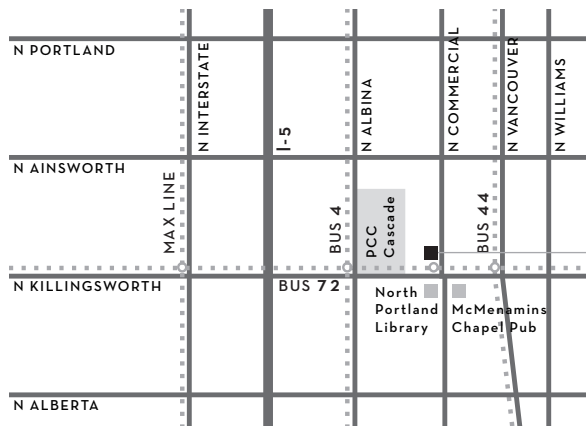 N PORTLAND
N INTERSTATE
I-5
N ALBINA
N COMMERCIAL
N VANCOUVER
N WILLIAMS
N AINSWORTH
MAX LINE
BUS 4
PCC
Cascade
BUS 44
N KILLINGSWORTH
BUS 72
North
Portland
Library
McMenamins
Chapel Pub
N ALBERTA